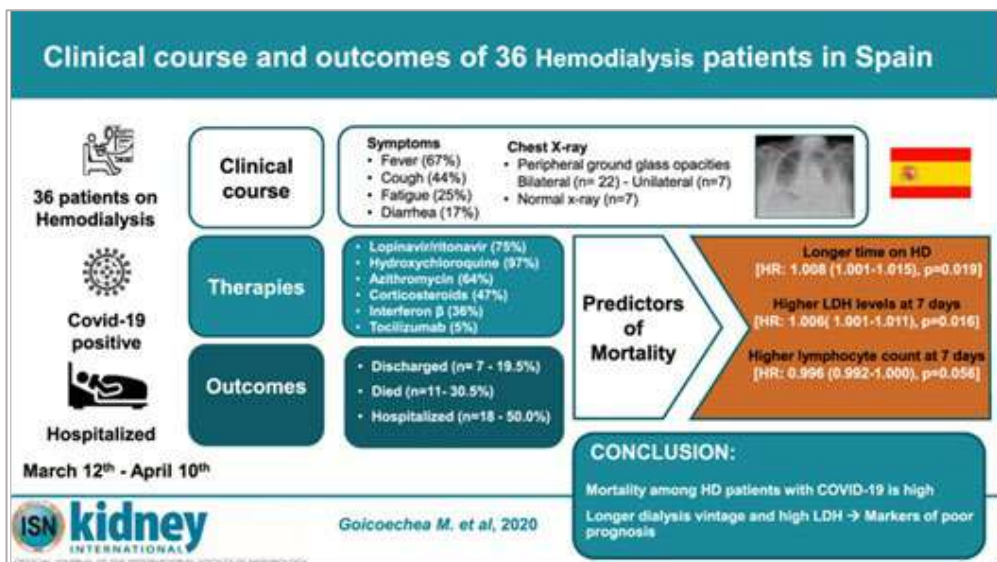 Clinical course and outcomes of 36 Hemodialysis patients in Spain
36 patients on
Hemodialysis
Covid-19
positive
Hospitalized
March 12th - April 10th
Clinical
course
Symptoms
• Fever (67%)
• Cough (44%)
• Fatigue (25%)
• Diarrhea (17%)
Chest X-ray
• Peripheral ground glass opacities
Bilateral (n= 22) - Unilateral (n=7)
• Normal x-ray (n=7)
Therapies
• Lopinavir/ritonavir (75%)
• Hydroxychloroquine (97%)
• Azithromycin (64%)
• Corticosteroids (47%)
• Interferon β (36%)
• Tocilizumab (5%)
Outcomes
• Discharged (n= 7 - 19.5%)
• Died (n=11- 30.5%)
• Hospitalized (n=18 - 50.0%)
Predictors
of
Mortality
Longer time on HD
[HR: 1.008 (1.001-1.015), p=0.019]
Higher LDH levels at 7 days
[HR: 1.006( 1.001-1.011), p=0.016]
Higher lymphocyte count at 7 days
[HR: 0.996 (0.992-1.000), p=0.056]
CONCLUSION:
Mortality among HD patients with COVID-19 is high
Longer dialysis vintage and high LDH → Markers of poor
prognosis
ISN kidney
INTERNATIONAL
Goicoechea M. et al, 2020